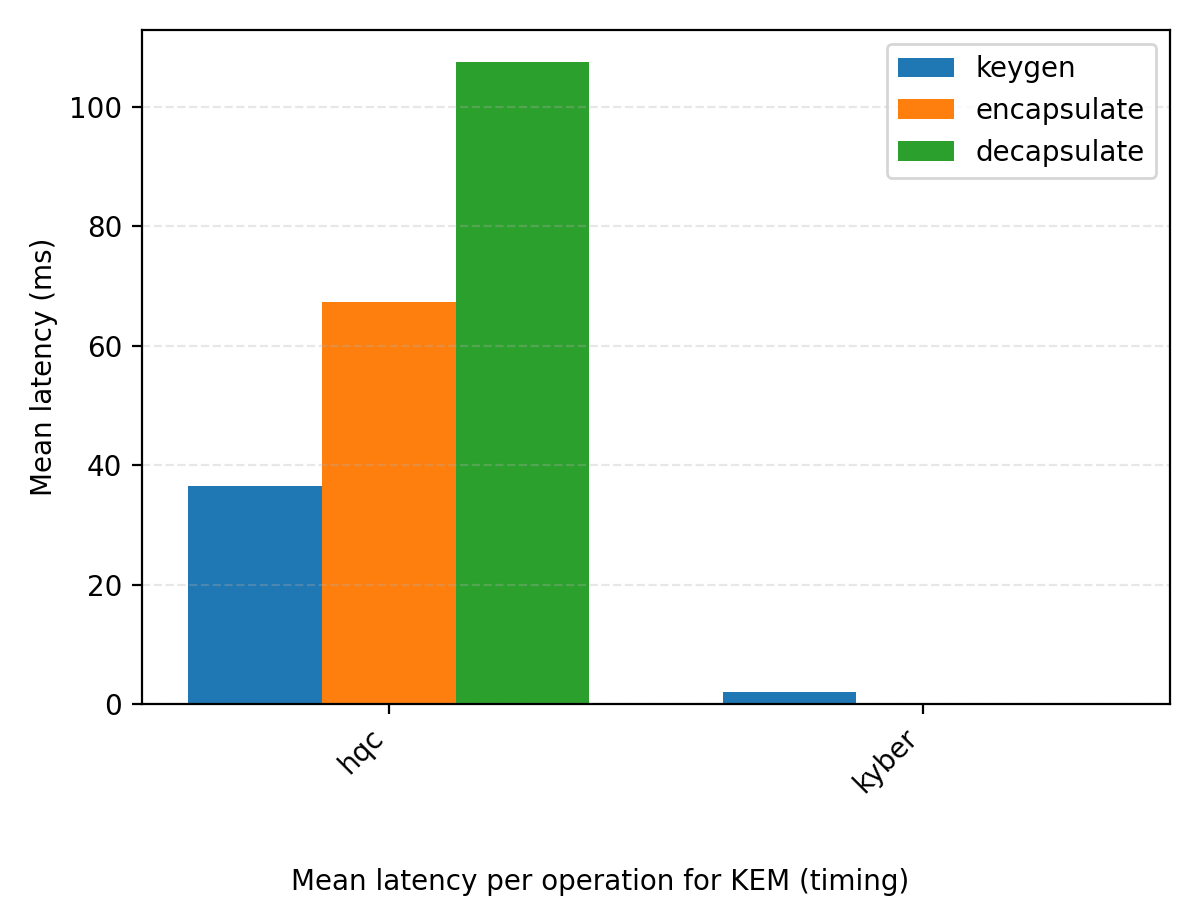 keygen
encapsulate
decapsulate
100
80
60
40
20
0
Mean latency (ms)
hqc
kyber
Mean latency per operation for KEM (timing)